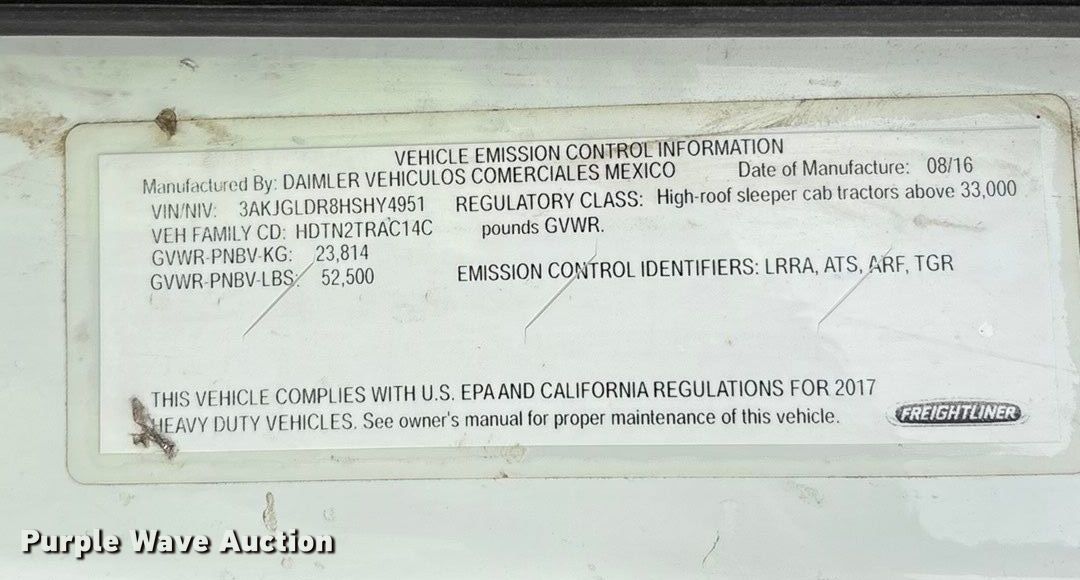 VEHICLE EMISSION CONTROL INFORMATION
Manufactured By: DAIMLER VEHICULOS COMERCIALES MEXICO Date of Manufacture: 08/16
VIN/NIV: 3AKJGLDR8HSHY4951 REGULATORY CLASS: High-roof sleeper cab tractors above 33,000
VEH FAMILY CD: HDTN2TRAC14C pounds GVWR.
GVWR-PNBV-KG: 23,814
GVWR-PNBV-LBS: 52,500 EMISSION CONTROL IDENTIFIERS: LRRA, ATS, ARF, TGR
THIS VEHICLE COMPLIES WITH U.S. EPA AND CALIFORNIA REGULATIONS FOR 2017
HEAVY DUTY VEHICLES. See owner's manual for proper maintenance of this vehicle.
FREIGHTLINER
Purple Wave Auction